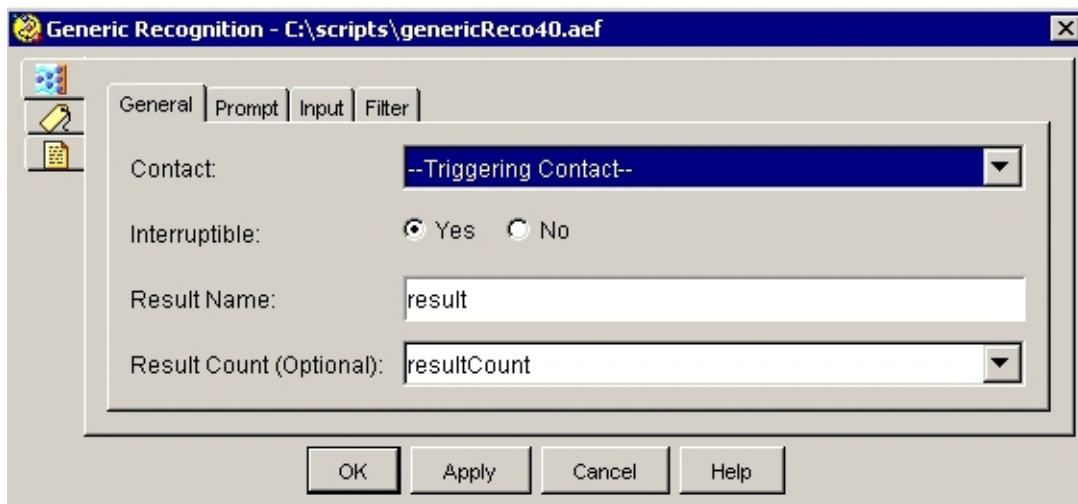 Generic Recognition - C:\scripts\genericReco40.aef
General Prompt Input Filter
Contact: --Triggering Contact--
Interruptible: Yes No
Result Name: result
Result Count (Optional): resultCount
OK Apply Cancel Help